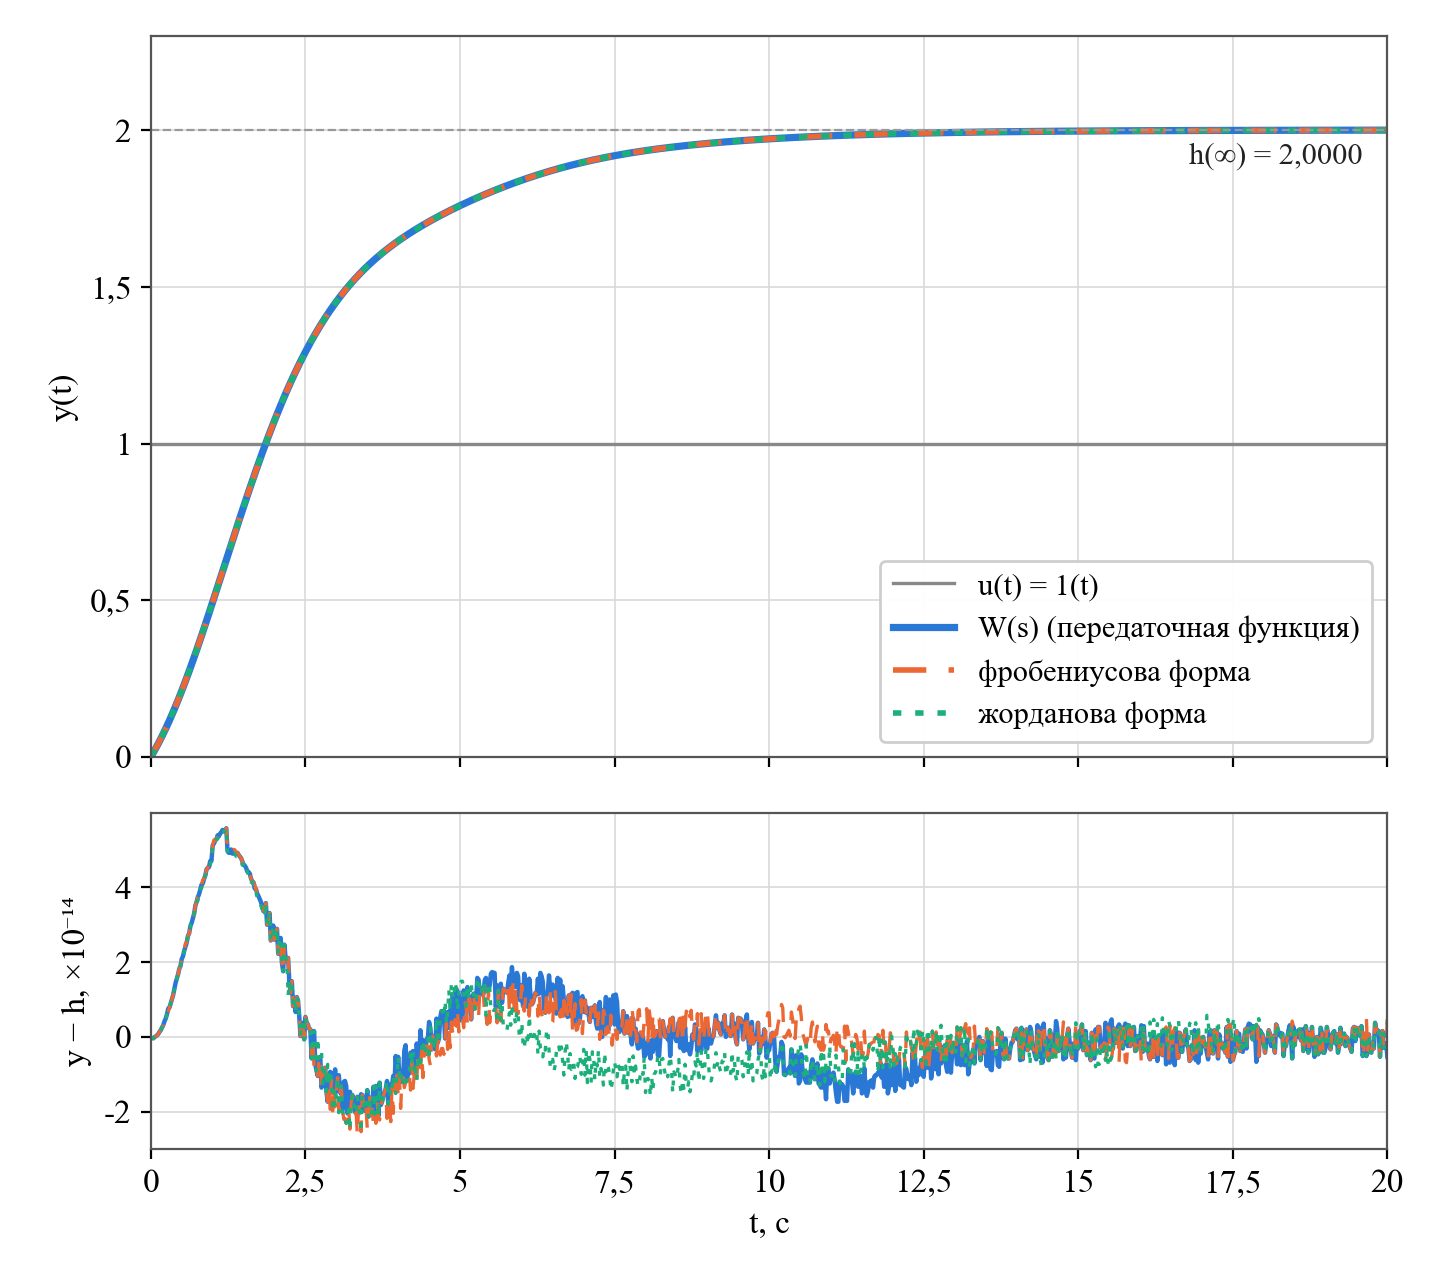 y(t)
2
1,5
1
0,5
0
h(∞) = 2,0000
u(t) = 1(t)
W(s) (передаточная функция)
фробениусова форма
жорданова форма
y − h, ×10⁻¹⁴
4
2
0
-2
0 2,5 5 7,5 10 12,5 15 17,5 20
t, с